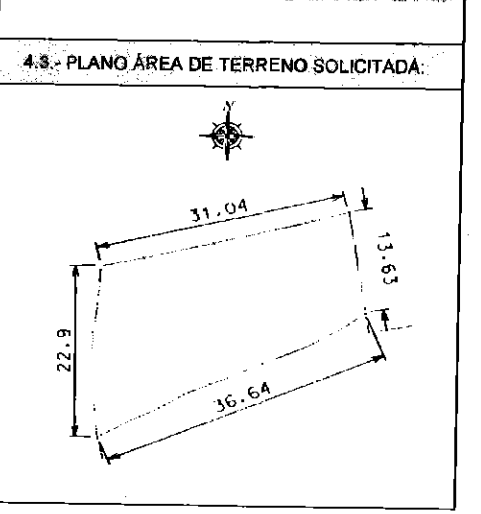 4.3.- PLANO ÁREA DE TERRENO SOLICITADA:
N
31.04
13.63
22.9
36.64